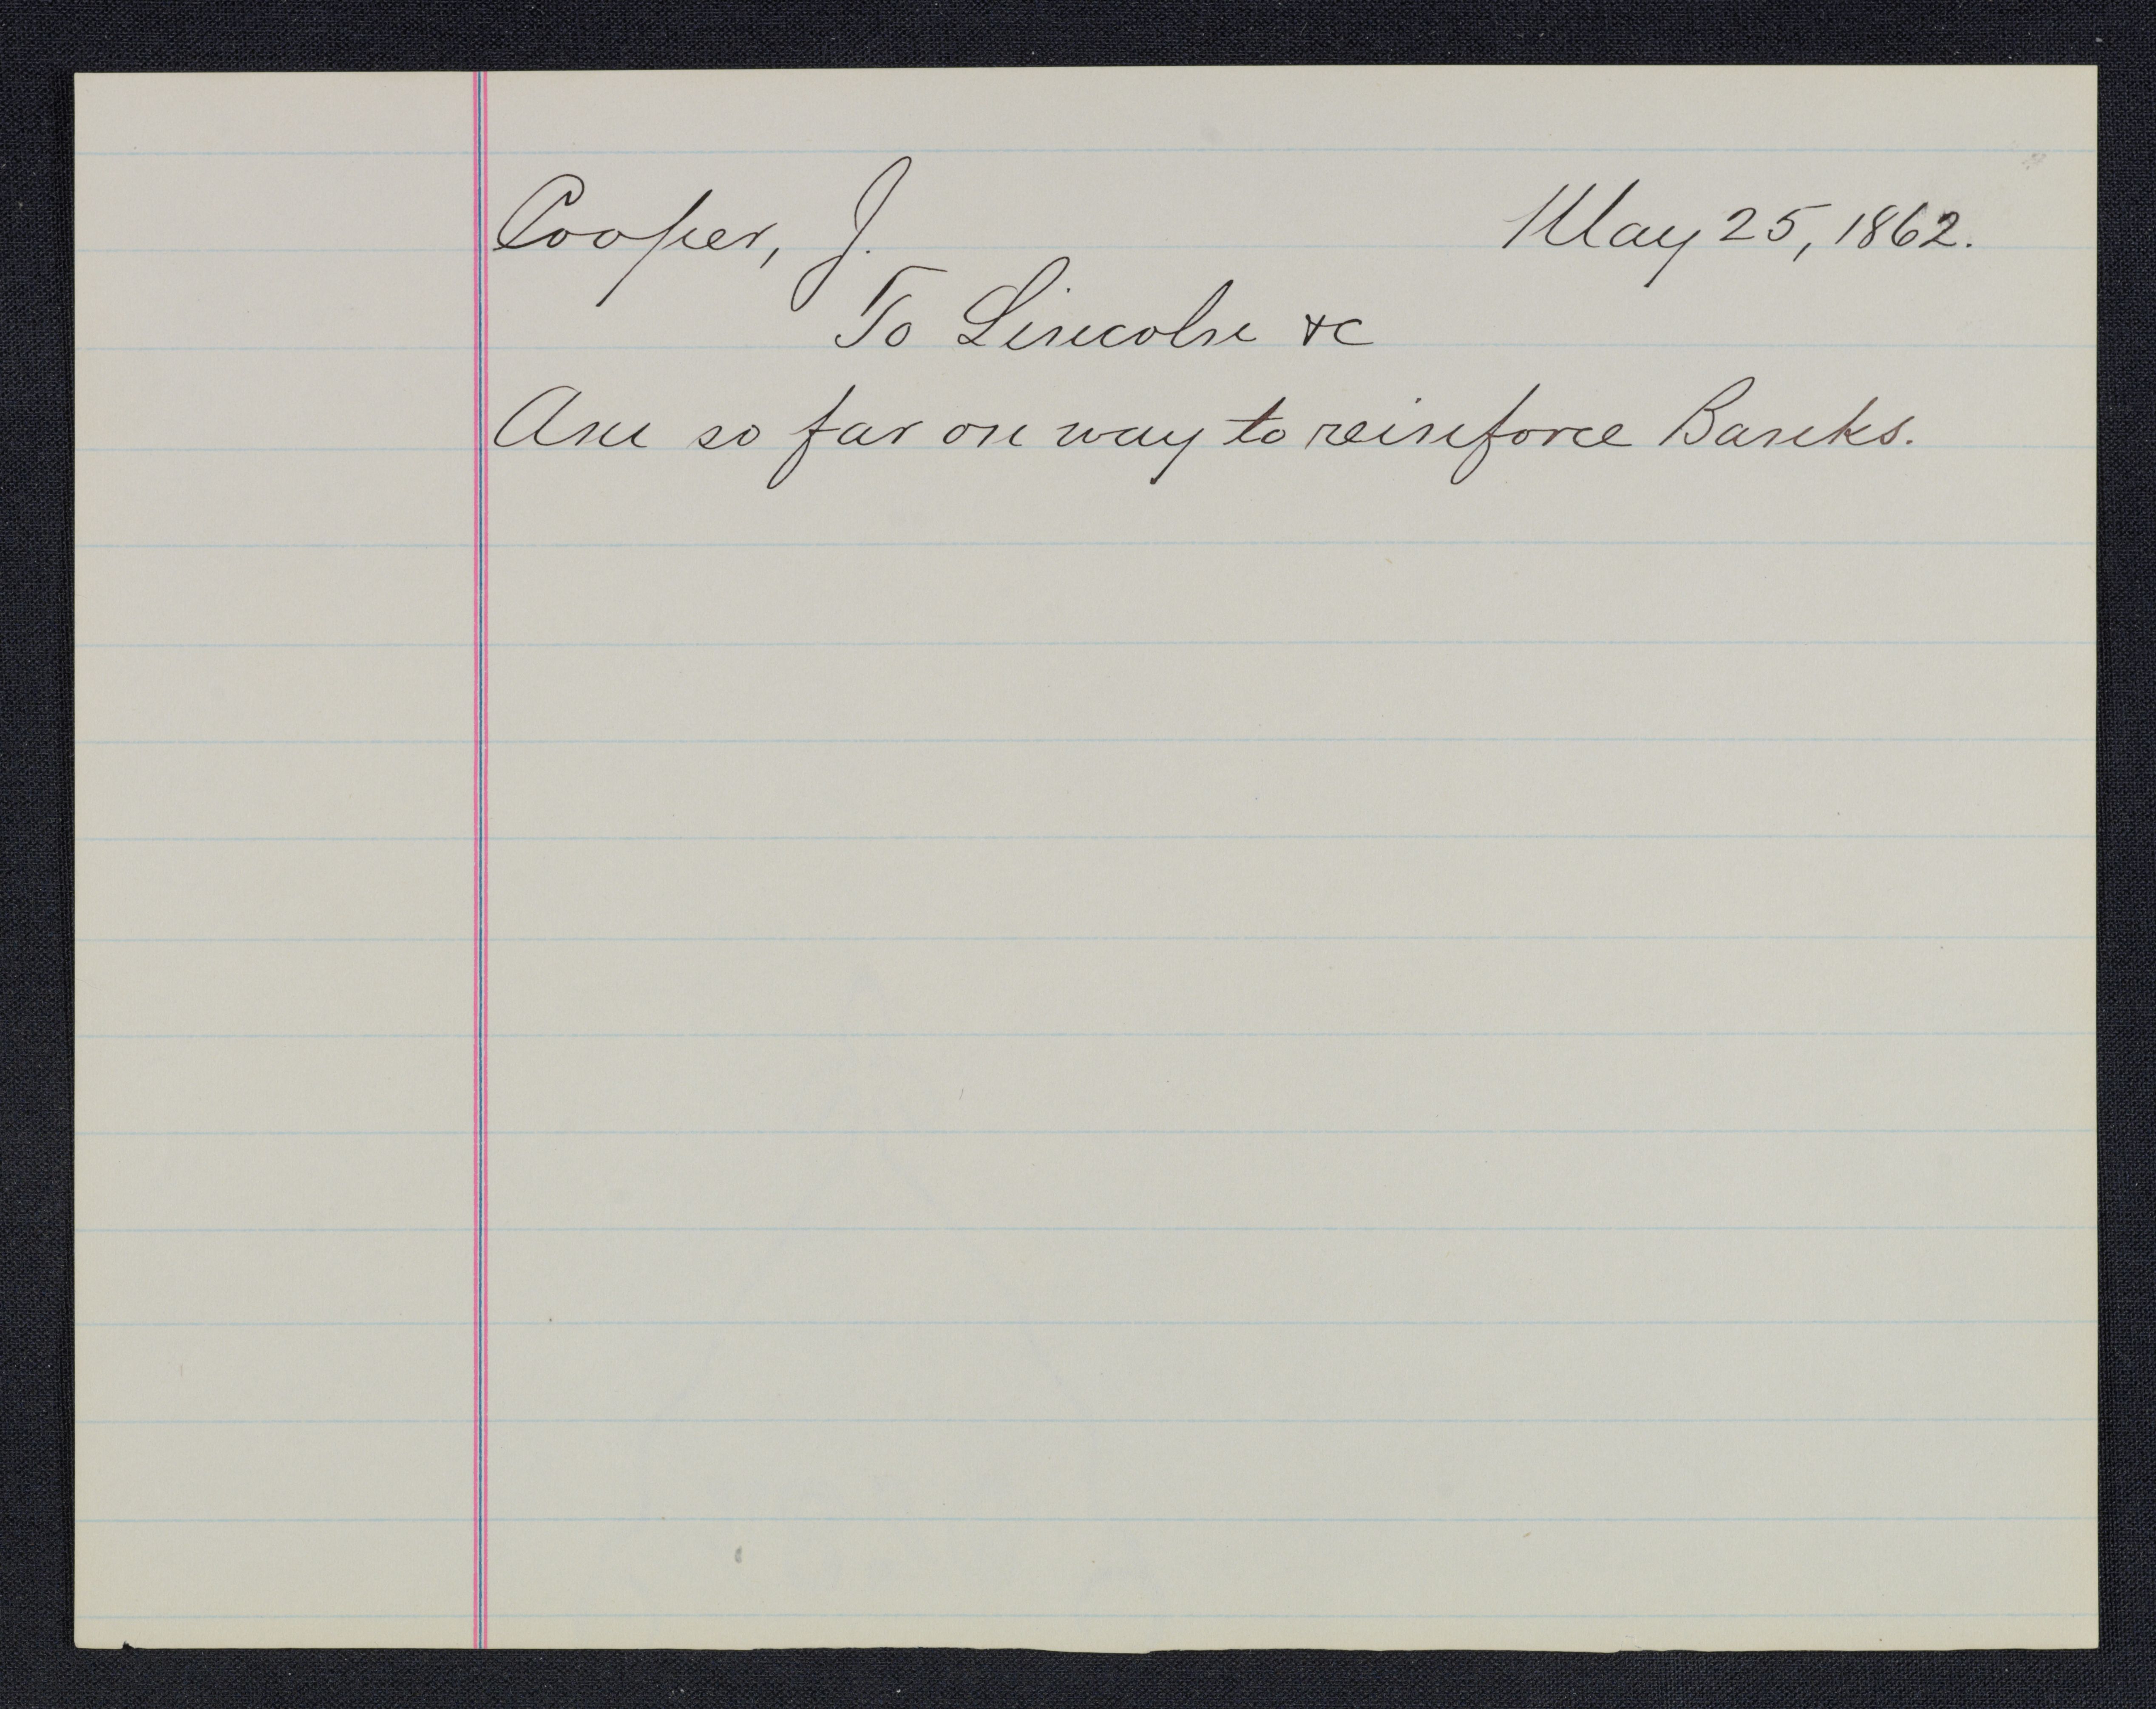 Cooper, J. May 25, 1862.
To Lincoln &c
Am so far on way to reinforce Banks.